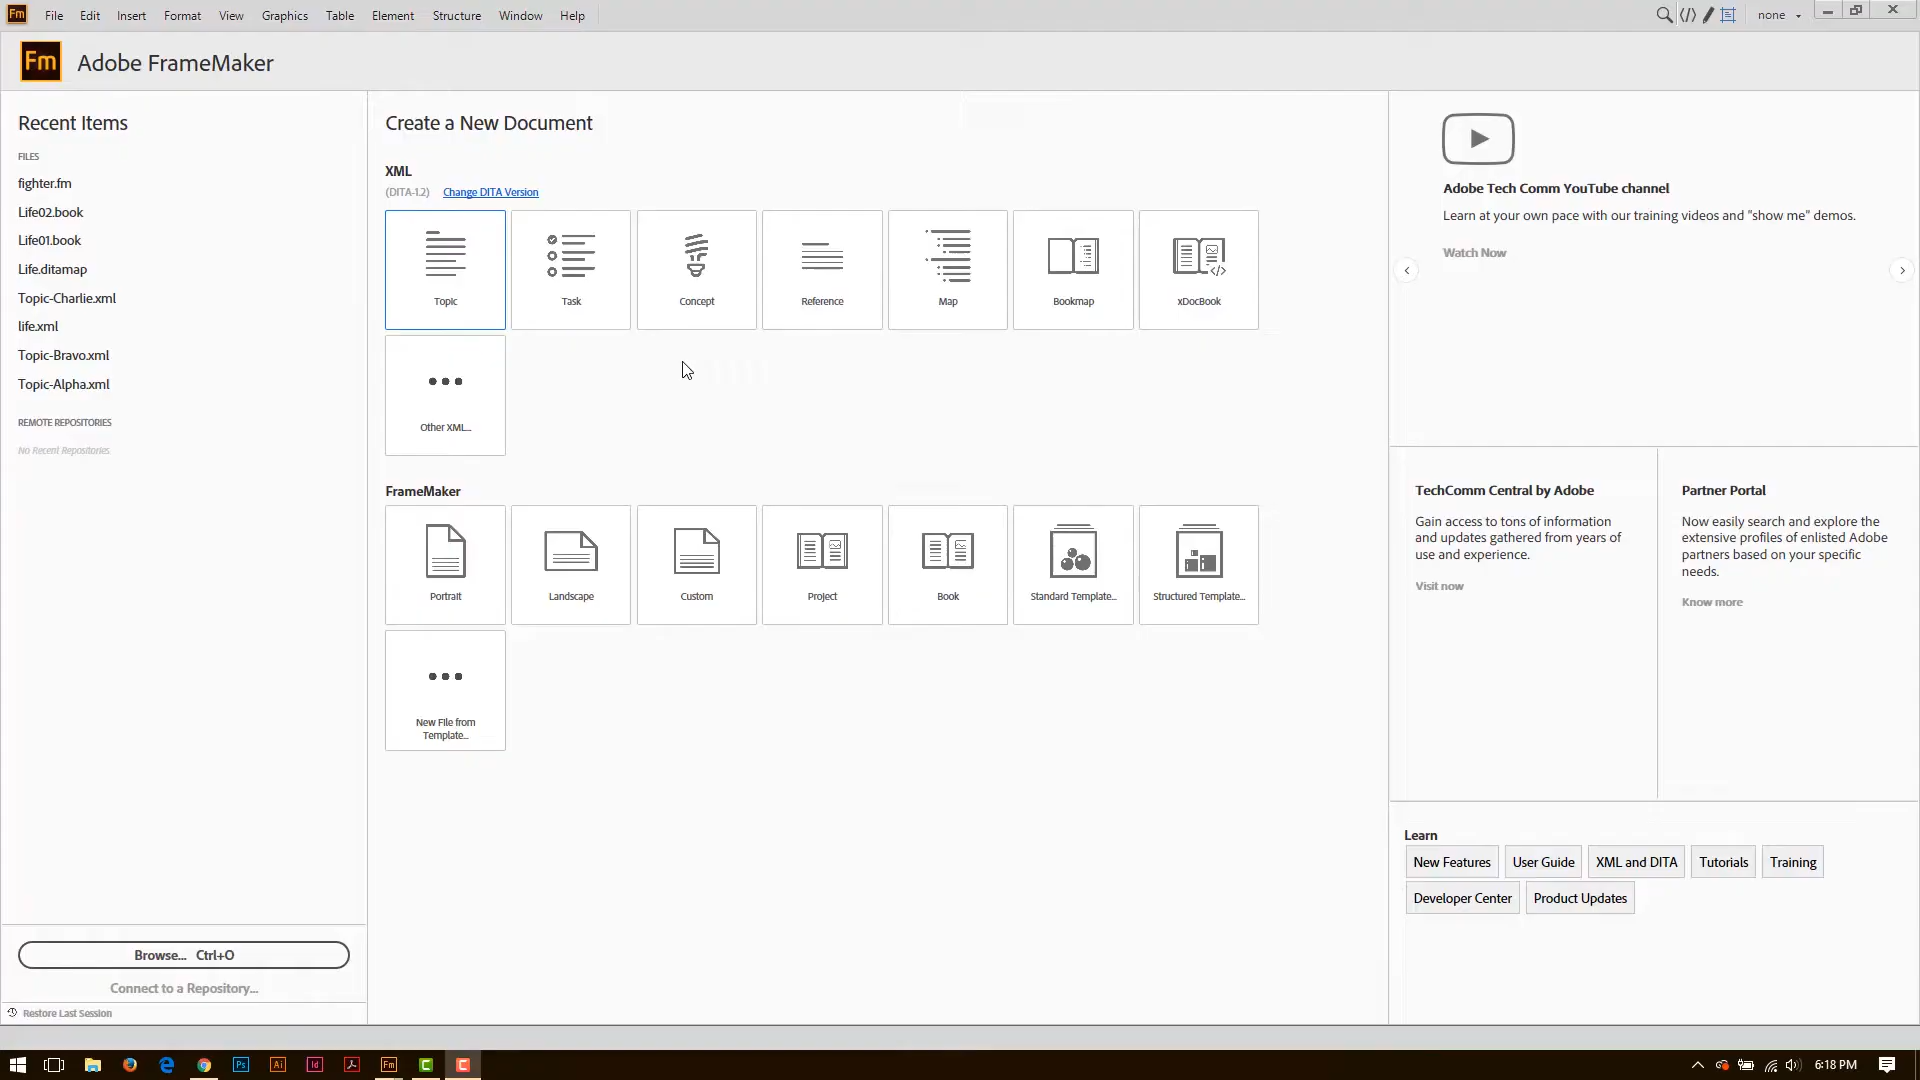 Fm File Edit Insert Format View Graphics Table Element Structure Window Help none
Fm Adobe FrameMaker
Recent Items
FILES
fighter.fm
Life02.book
Life01.book
Life.ditamap
Topic-Charlie.xml
life.xml
Topic-Bravo.xml
Topic-Alpha.xml
REMOTE REPOSITORIES
No Recent Repositories
Browse... Ctrl+O
Connect to a Repository...
Restore Last Session
Create a New Document
XML
(DITA-1.2) Change DITA Version
Topic Task Concept Reference Map Bookmap xDocBook
Other XML...
FrameMaker
Portrait Landscape Custom Project Book Standard Template... Structured Template...
New File from
Template...
Adobe Tech Comm YouTube channel
Learn at your own pace with our training videos and "show me" demos.
Watch Now
TechComm Central by Adobe
Gain access to tons of information
and updates gathered from years of
use and experience.
Visit now
Partner Portal
Now easily search and explore the
extensive profiles of enlisted Adobe
partners based on your specific
needs.
Know more
Learn
New Features User Guide XML and DITA Tutorials Training
Developer Center Product Updates
Ps Ai Id Fm C C 6:18 PM